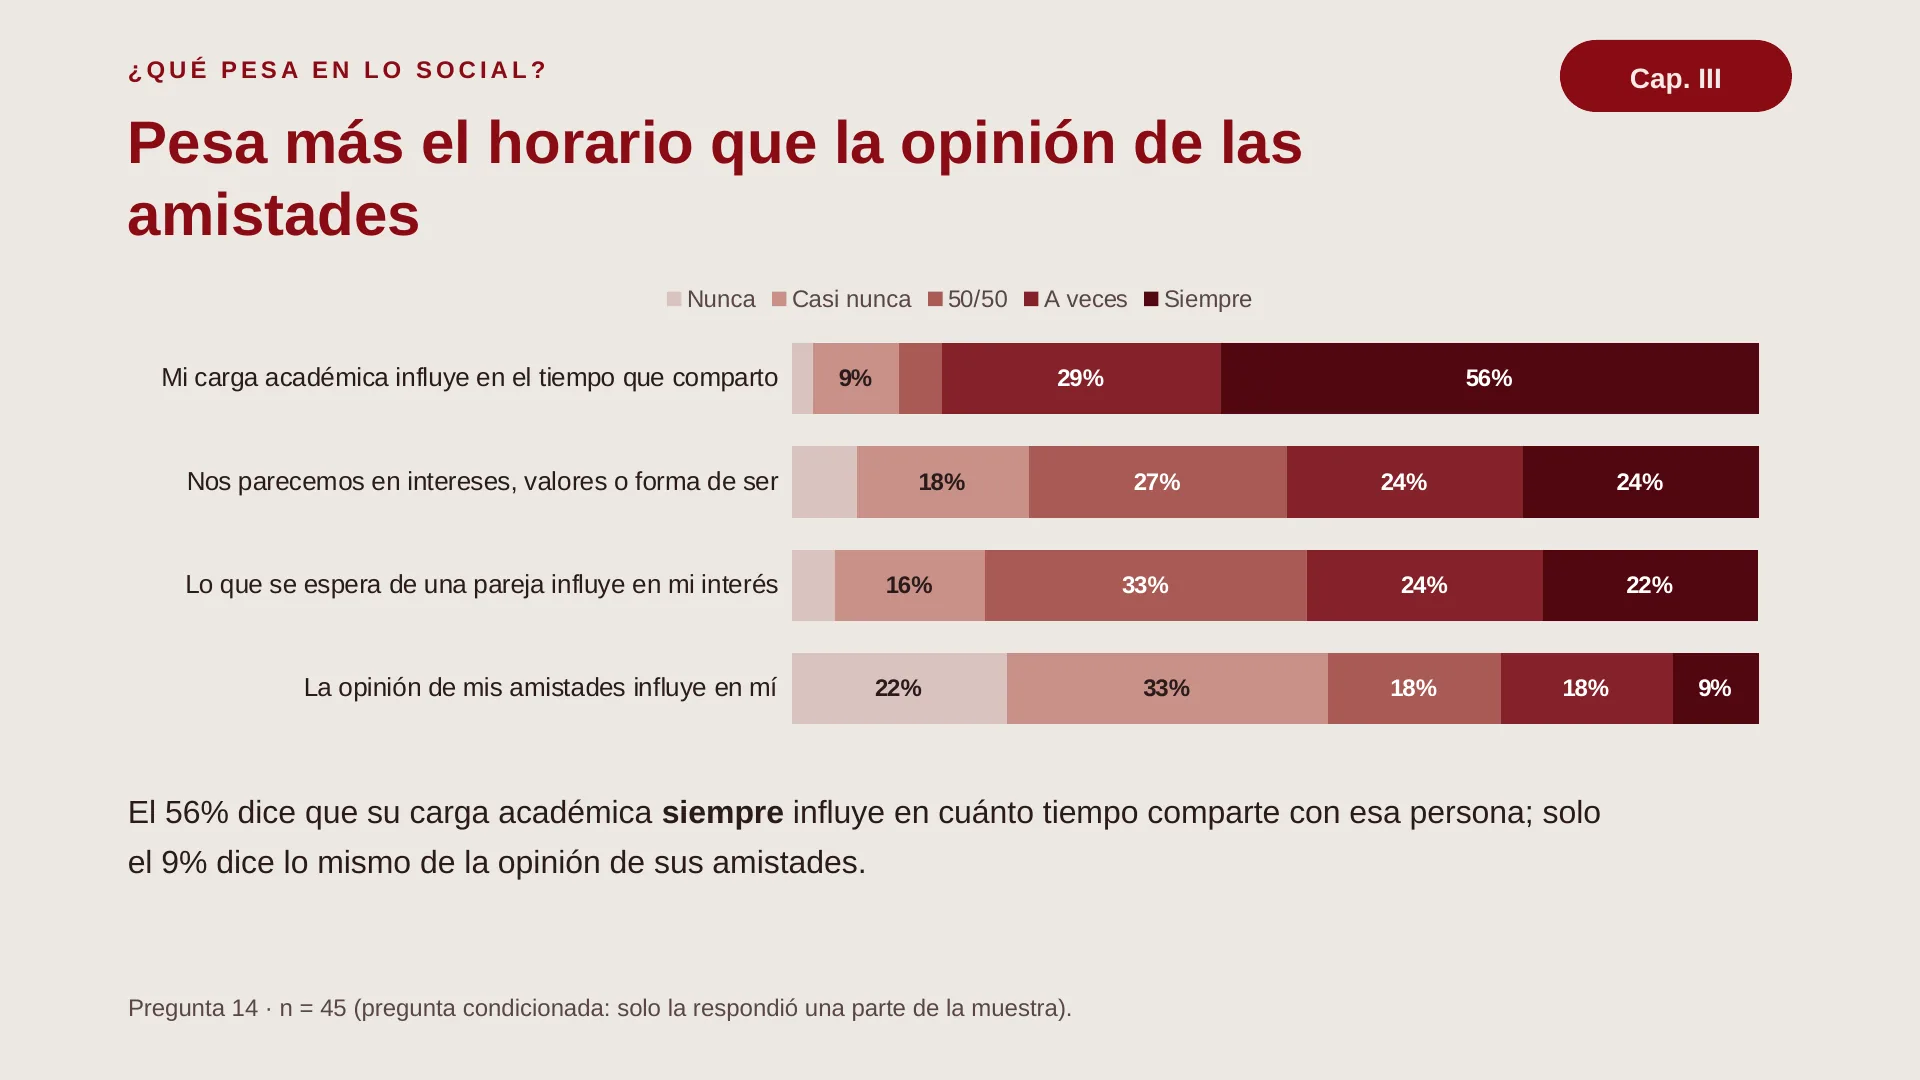 ¿QUÉ PESA EN LO SOCIAL?
Cap. III
Pesa más el horario que la opinión de las
amistades
Nunca Casi nunca 50/50 A veces Siempre
Mi carga académica influye en el tiempo que comparto 9% 29% 56%
Nos parecemos en intereses, valores o forma de ser 18% 27% 24% 24%
Lo que se espera de una pareja influye en mi interés 16% 33% 24% 22%
La opinión de mis amistades influye en mí 22% 33% 18% 18% 9%
El 56% dice que su carga académica siempre influye en cuánto tiempo comparte con esa persona; solo
el 9% dice lo mismo de la opinión de sus amistades.
Pregunta 14 · n = 45 (pregunta condicionada: solo la respondió una parte de la muestra).